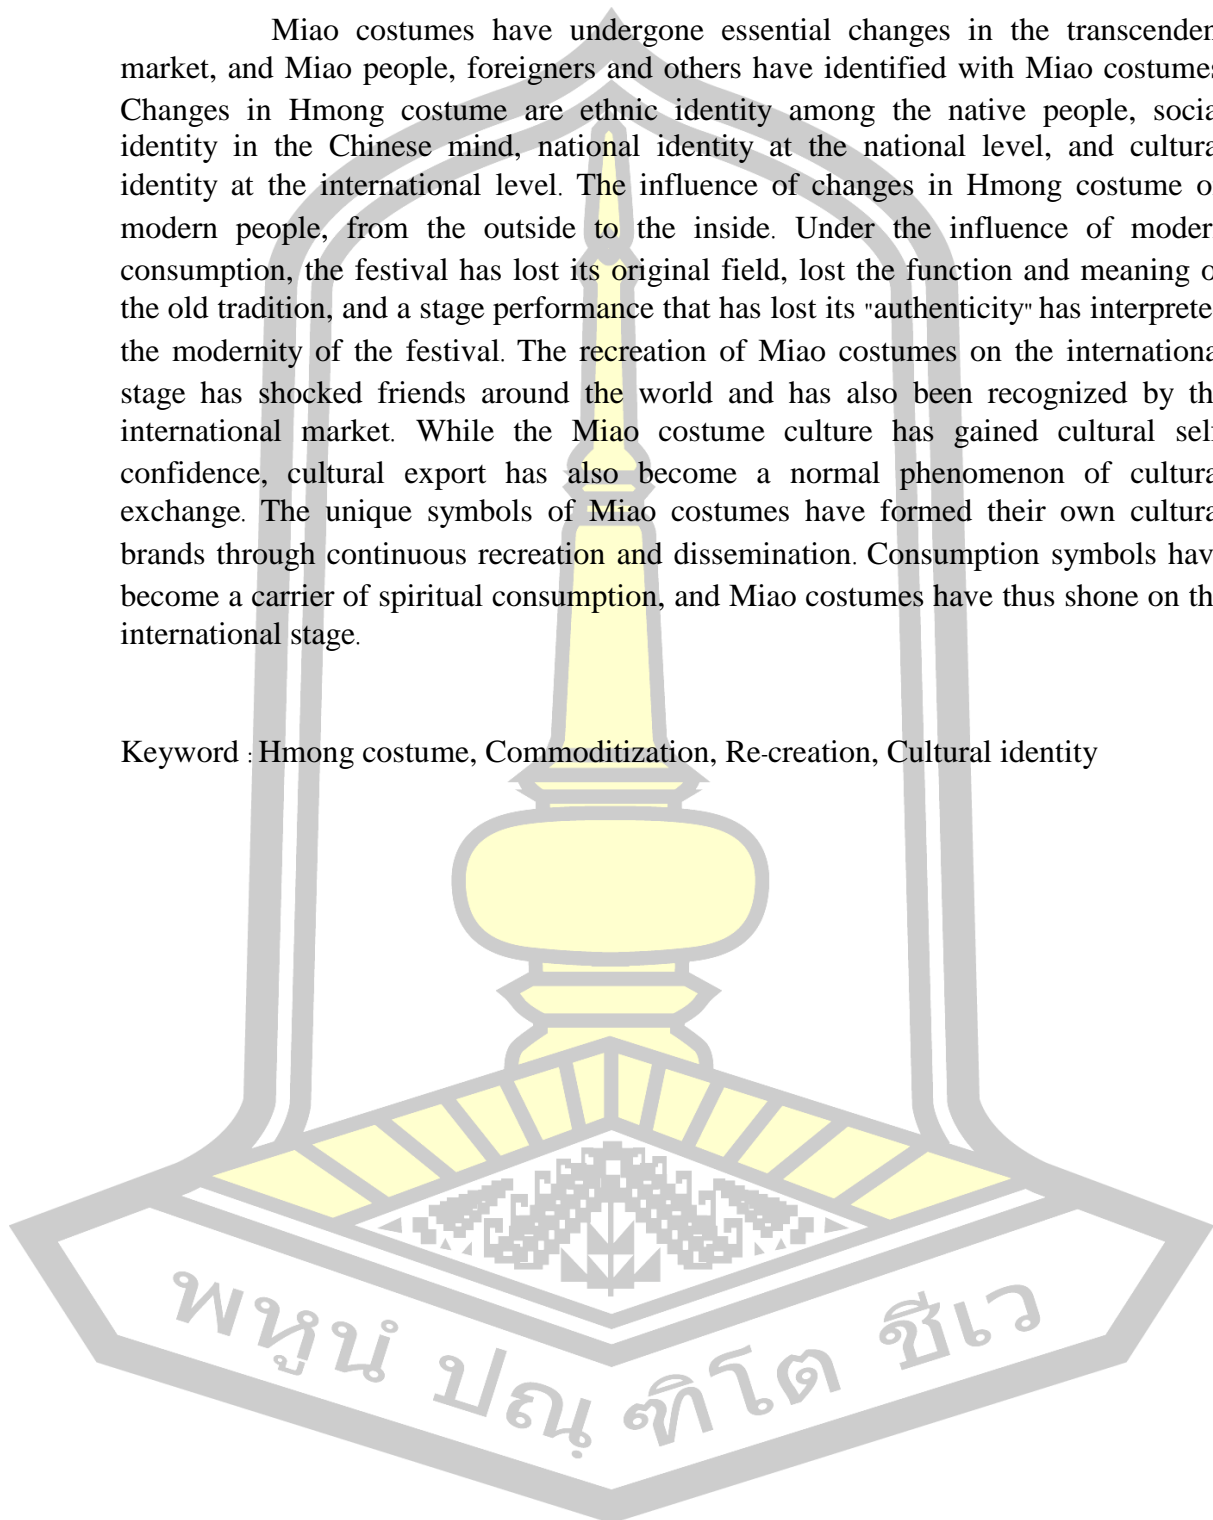 Miao costumes have undergone essential changes in the transcenden
market, and Miao people, foreigners and others have identified with Miao costume
Changes in Hmong costume are ethnic identity among the native people, socia
identity in the Chinese mind, national identity at the national level, and cultura
identity at the international level. The influence of changes in Hmong costume o
modern people, from the outside to the inside. Under the influence of moder
consumption, the festival has lost its original field, lost the function and meaning o
the old tradition, and a stage performance that has lost its "authenticity" has interprete
the modernity of the festival. The recreation of Miao costumes on the internationa
stage has shocked friends around the world and has also been recognized by th
international market. While the Miao costume culture has gained cultural sel
confidence, cultural export has also become a normal phenomenon of cultura
exchange. The unique symbols of Miao costumes have formed their own cultura
brands through continuous recreation and dissemination. Consumption symbols hav
become a carrier of spiritual consumption, and Miao costumes have thus shone on th
international stage.
Keyword : Hmong costume, Commoditization, Re-creation, Cultural identity
พหูนํ ปณฺฑิโต ชีเว